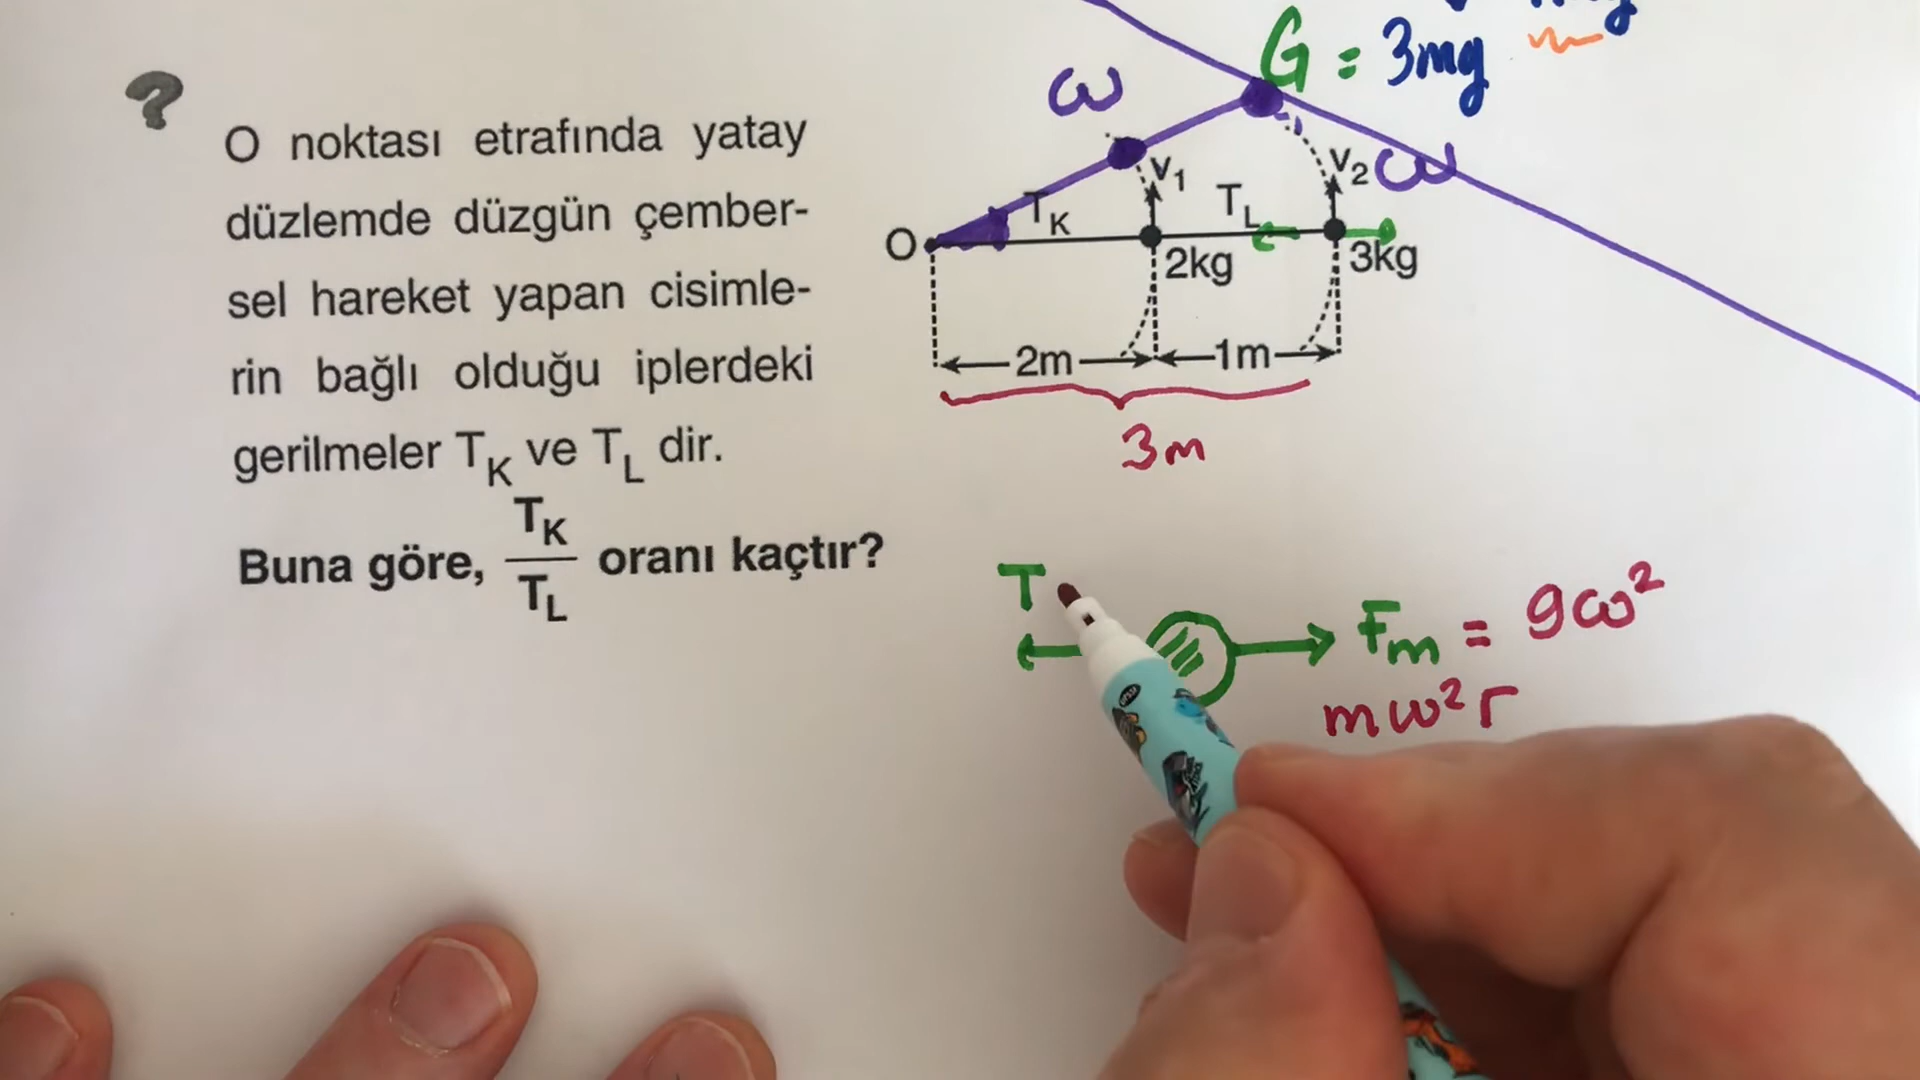 G = 3mg
ω
O noktası etrafında yatay
düzlemde düzgün çember-
sel hareket yapan cisimle-
rin bağlı olduğu iplerdeki
gerilmeler T_K ve T_L dir.
Buna göre, T_K / T_L oranı kaçtır?
V₁
V₂ ω
T_K
T_L
O
2kg
3kg
2m
1m
3m
T
F_m = 9ω²
mω²r